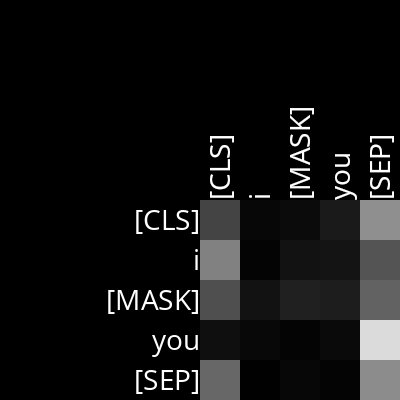 [CLS] i [MASK] you [SEP]
[CLS]
i
[MASK]
you
[SEP]